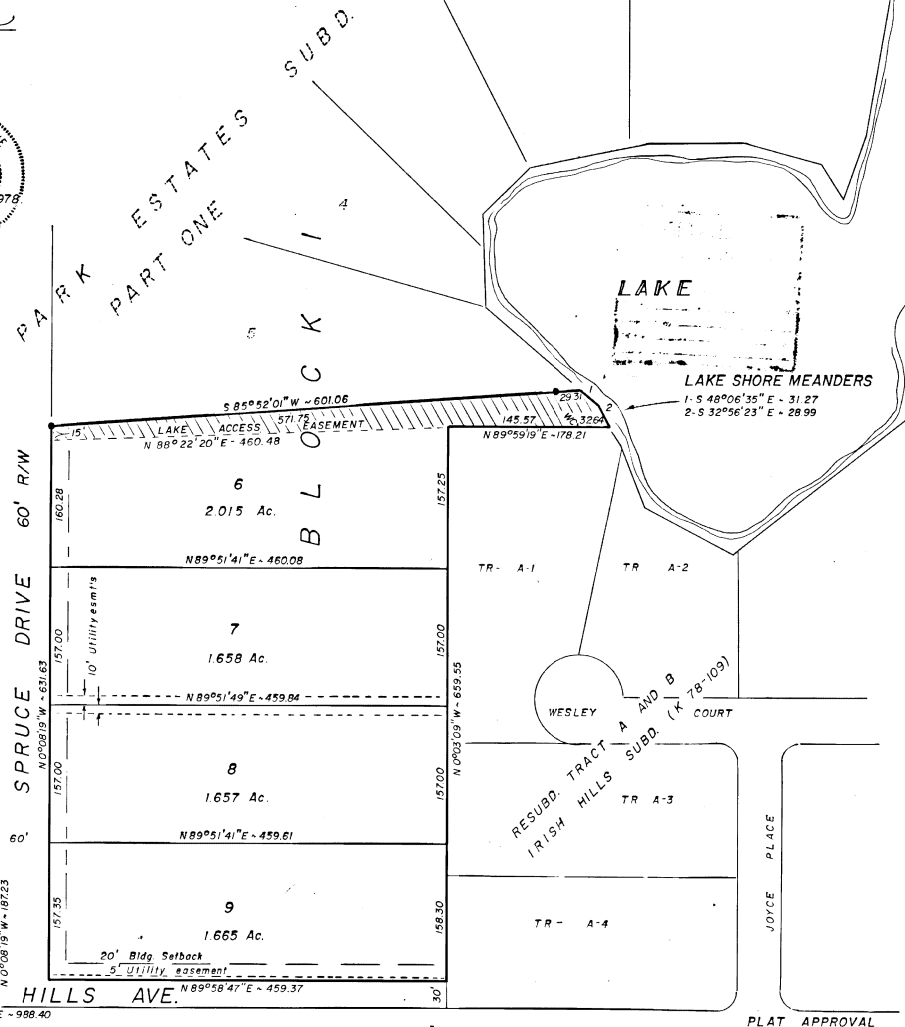 978
PARK ESTATES SUBD.
PART ONE
BLOCK 1
4
5
LAKE
LAKE SHORE MEANDERS
1- S 48°06'35" E ~ 31.27
2- S 32°56'23" E ~ 28.99
1
2
S 85°52'01" W ~ 601.06
571.75
29.31
15'
LAKE ACCESS EASEMENT
145.57
WC
32.64
N 88°22'20" E - 460.48
N 89°59'19" E ~ 178.21
60' R/W
SPRUCE DRIVE
60'
N 0°08'19" W ~ 631.63
N 0°08'19" W ~ 187.23
160.28
6
2.015 Ac.
157.25
N 89°51'41" E ~ 460.08
10' Utility esmt's
157.00
7
1.658 Ac.
157.00
N 89°51'49" E ~ 459.84
N 0°03'09" W ~ 659.55
157.00
8
1.657 Ac.
157.00
N 89°51'41" E ~ 459.61
157.35
9
1.665 Ac.
158.30
20' Bldg. Setback
5' Utility easement
N 89°58'47" E ~ 459.37
30'
HILLS AVE.
E ~ 988.40
TR- A-1
TR A-2
WESLEY COURT
RESUBD. TRACT A AND B
IRISH HILLS SUBD. (K 78-109)
TR A-3
TR- A-4
JOYCE PLACE
PLAT APPROVAL